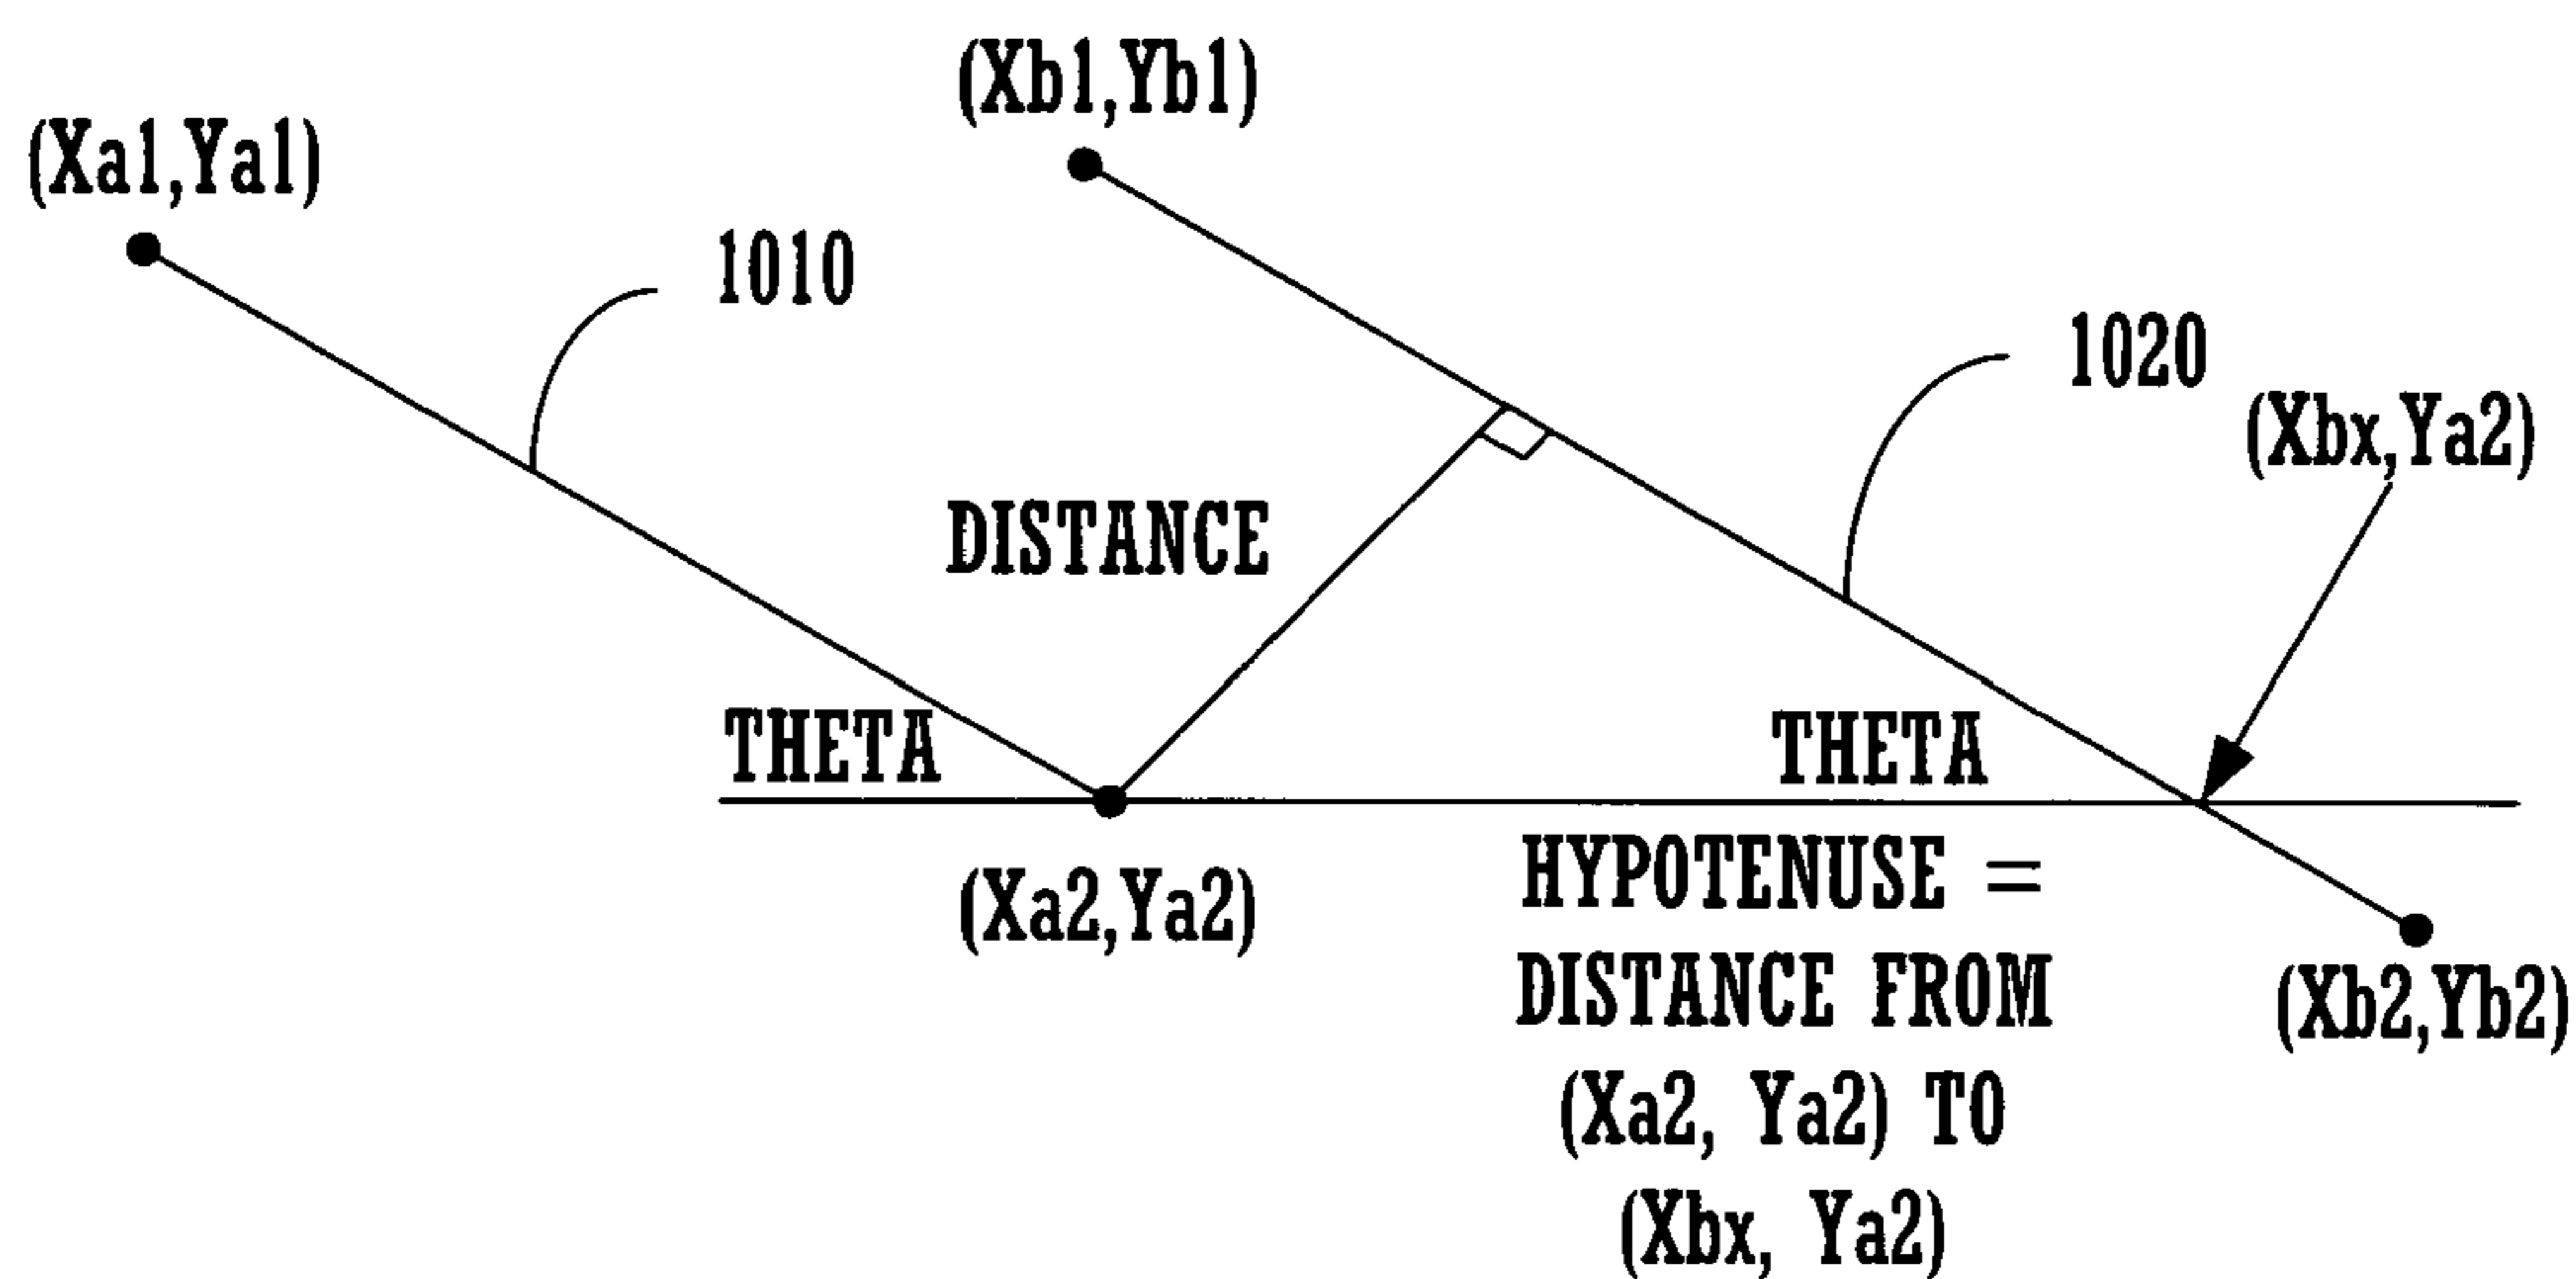 (Xb1,Yb1)
(Xa1,Ya1)
1010
1020
(Xbx,Ya2)
DISTANCE
THETA
THETA
(Xa2,Ya2)
HYPOTENUSE =
DISTANCE FROM
(Xa2, Ya2) TO
(Xbx, Ya2)
(Xb2,Yb2)